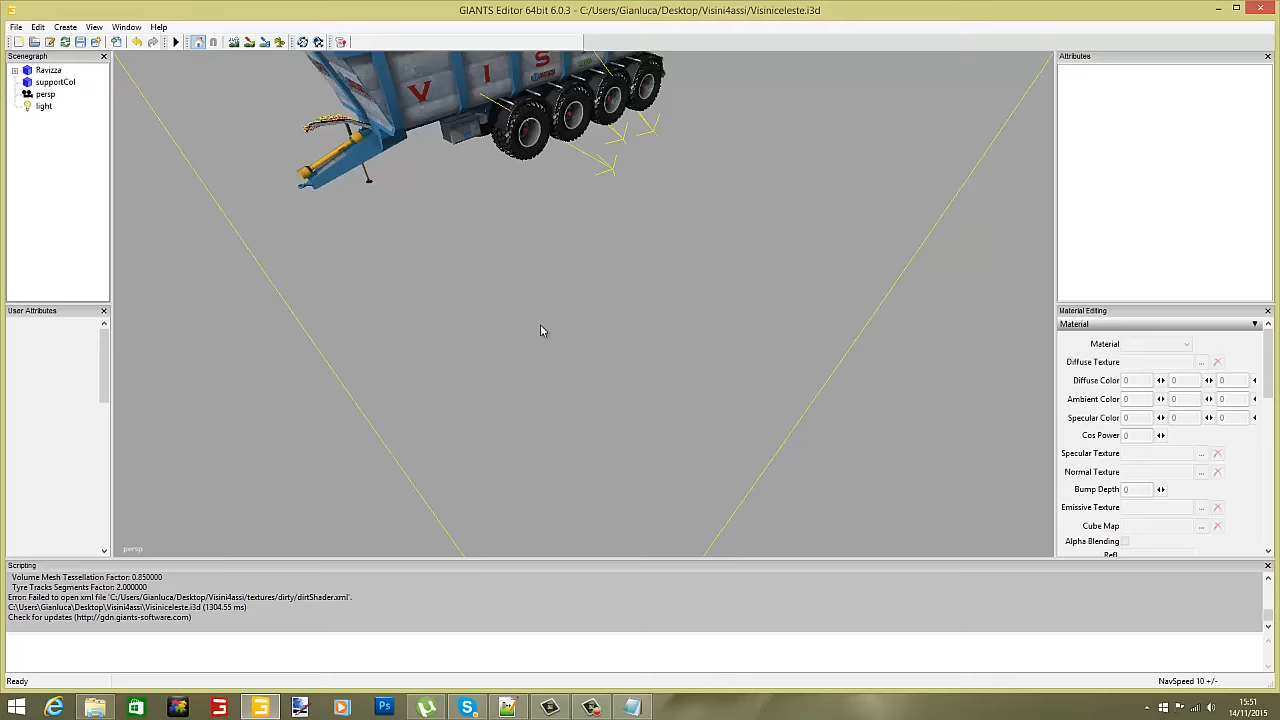 GIANTS Editor 64bit 6.0.3 - C:/Users/Gianluca/Desktop/Visini4assi/Visiniceleste.i3d
File Edit Create View Window Help
Scenegraph
Ravizza
supportCol
persp
light
User Attributes
V I S
persp
Attributes
Material Editing
Material
Material
Diffuse Texture ...
Diffuse Color 0 0 0
Ambient Color 0 0 0
Specular Color 0 0 0
Cos Power 0
Specular Texture ...
Normal Texture ...
Bump Depth 0
Emissive Texture ...
Cube Map ...
Alpha Blending
Refl
Scripting
Volume Mesh Tessellation Factor: 0.850000
Tyre Tracks Segments Factor: 2.000000
Error: Failed to open xml file 'C:/Users/Gianluca/Desktop/Visini4assi/textures/dirty/dirtShader.xml'.
C:\Users\Gianluca\Desktop\Visini4assi\Visiniceleste.i3d (1304.55 ms)
Check for updates (http://gdn.giants-software.com)
Ready
NavSpeed 10 +/-
Ps
15:51
14/11/2015